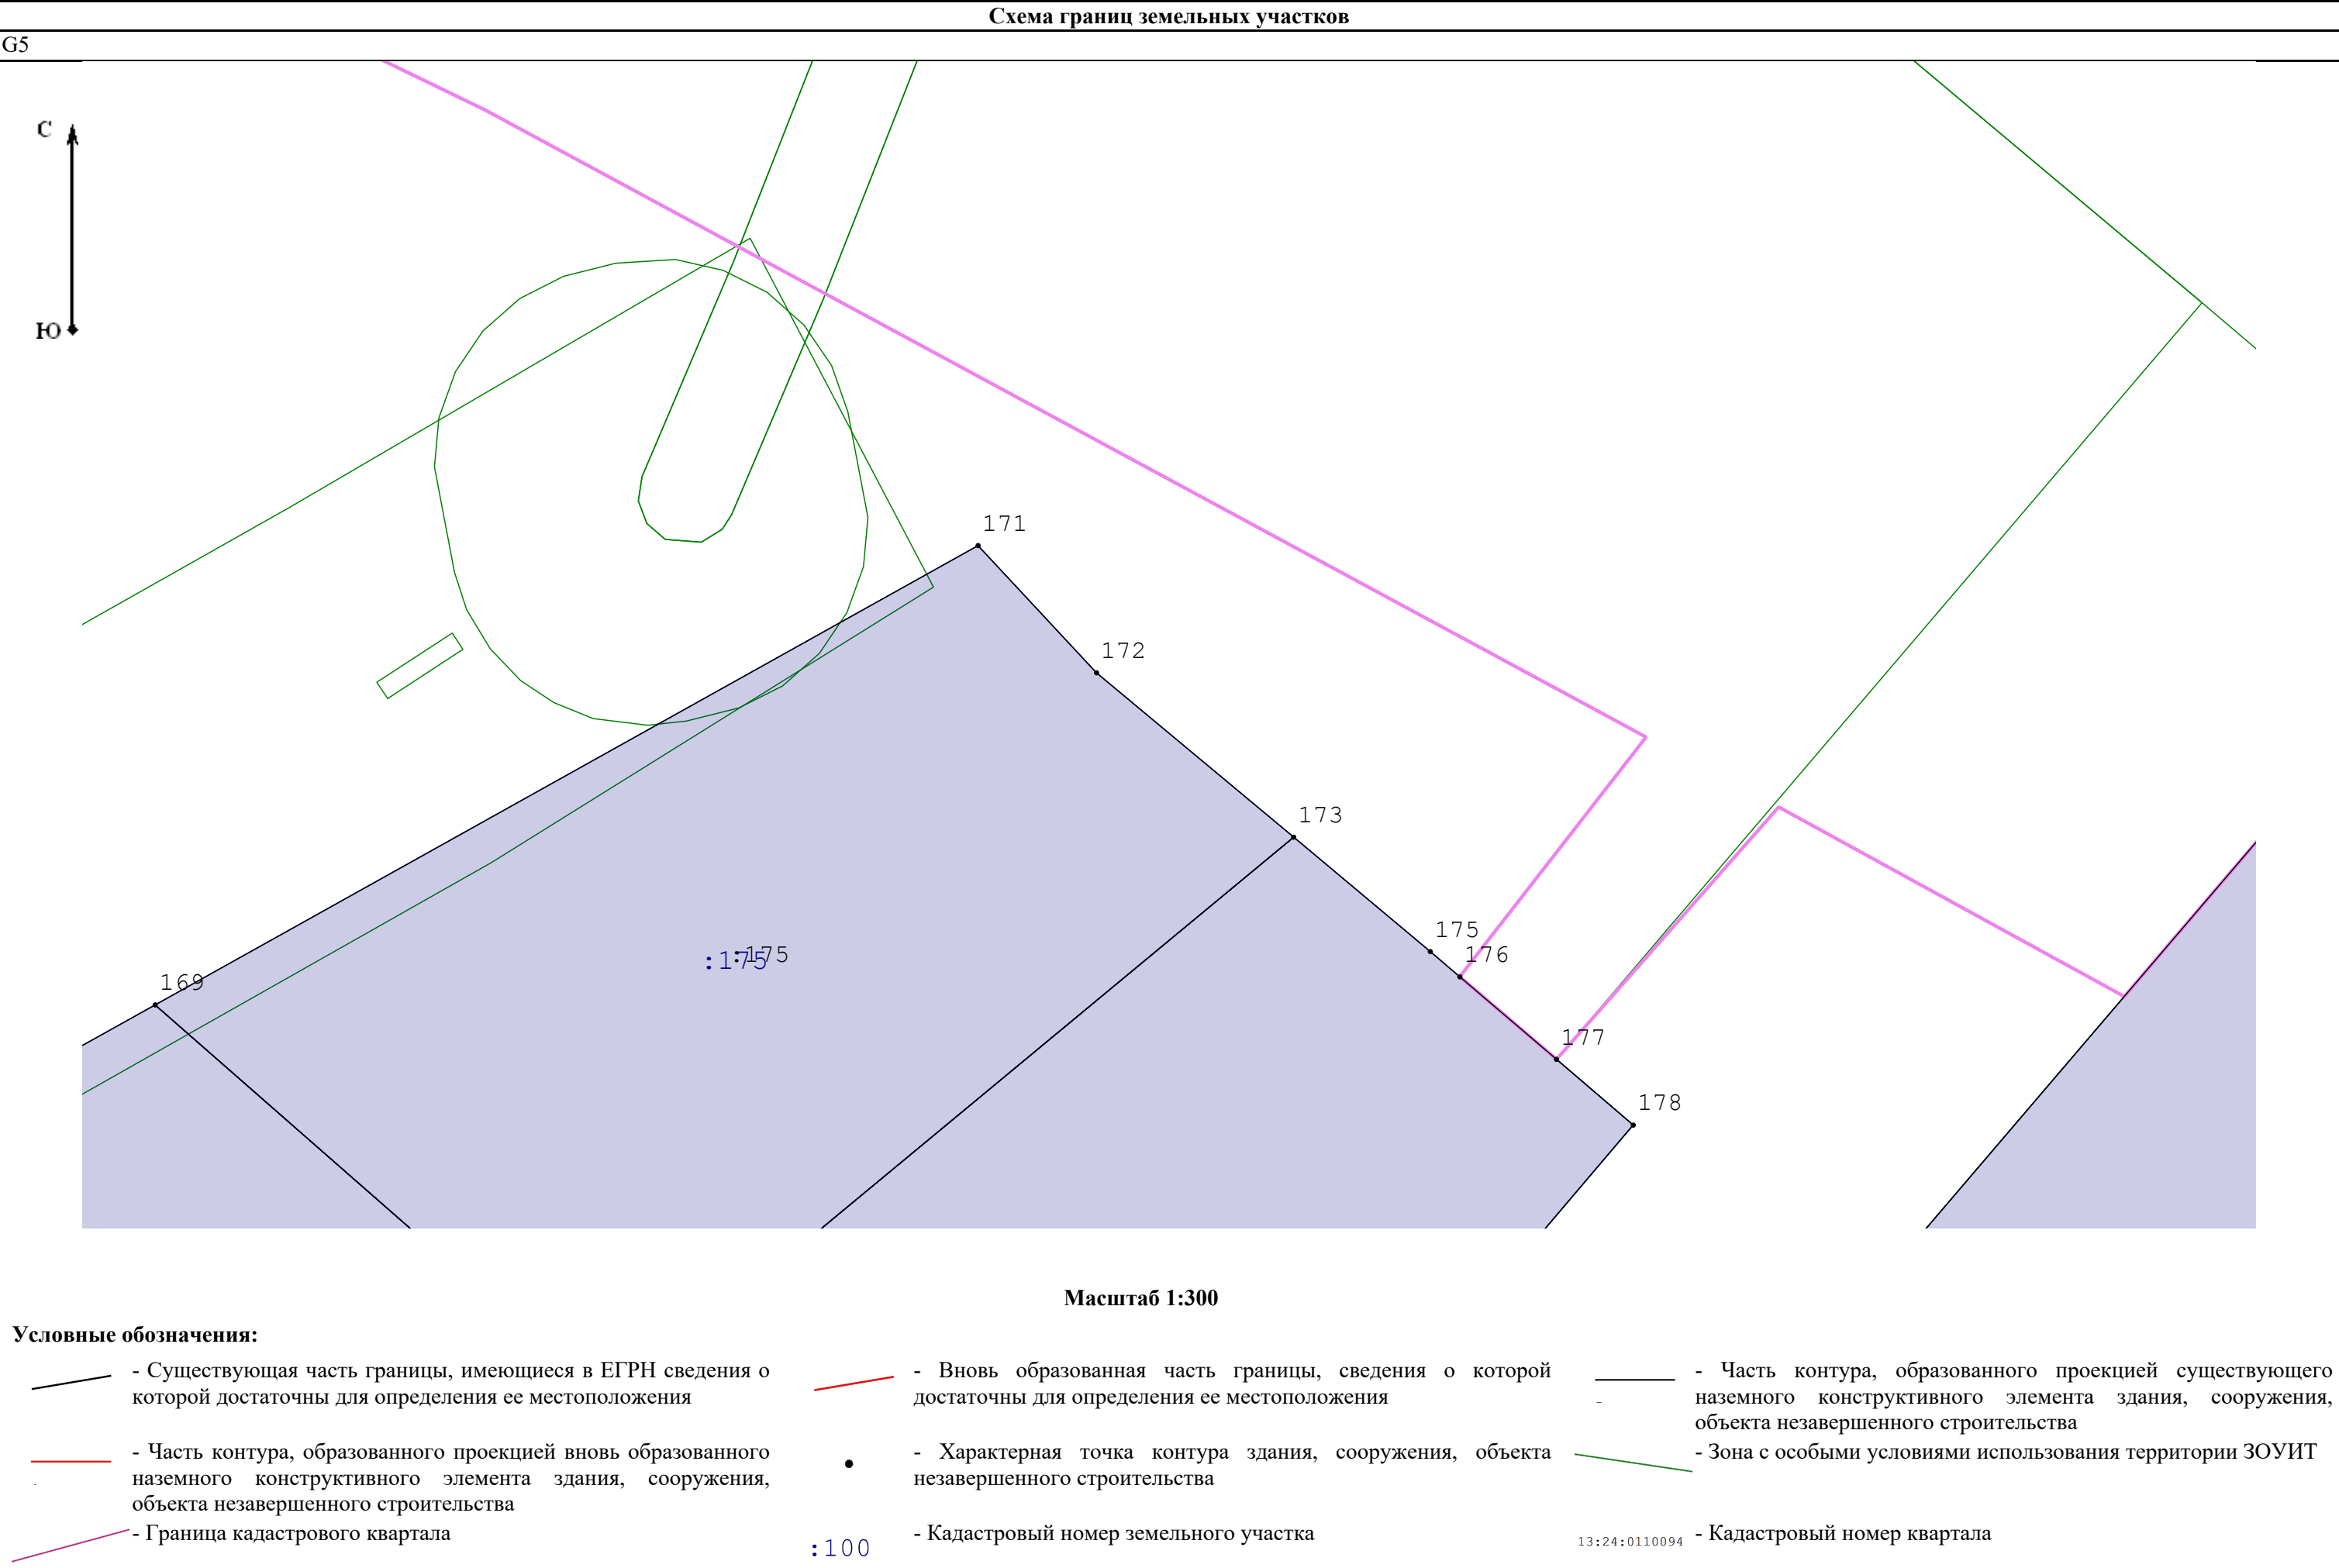 Схема границ земельных участков
G5
С
Ю
171
172
173
175
176
:175
:175
169
177
178
Масштаб 1:300
Условные обозначения:
- Существующая часть границы, имеющиеся в ЕГРН сведения о
которой достаточны для определения ее местоположения
- Вновь образованная часть границы, сведения о которой
достаточны для определения ее местоположения
- Часть контура, образованного проекцией существующего
наземного конструктивного элемента здания, сооружения,
объекта незавершенного строительства
- Часть контура, образованного проекцией вновь образованного
наземного конструктивного элемента здания, сооружения,
объекта незавершенного строительства
- Характерная точка контура здания, сооружения, объекта
незавершенного строительства
- Зона с особыми условиями использования территории ЗОУИТ
- Граница кадастрового квартала
:100
- Кадастровый номер земельного участка
13:24:0110094
- Кадастровый номер квартала